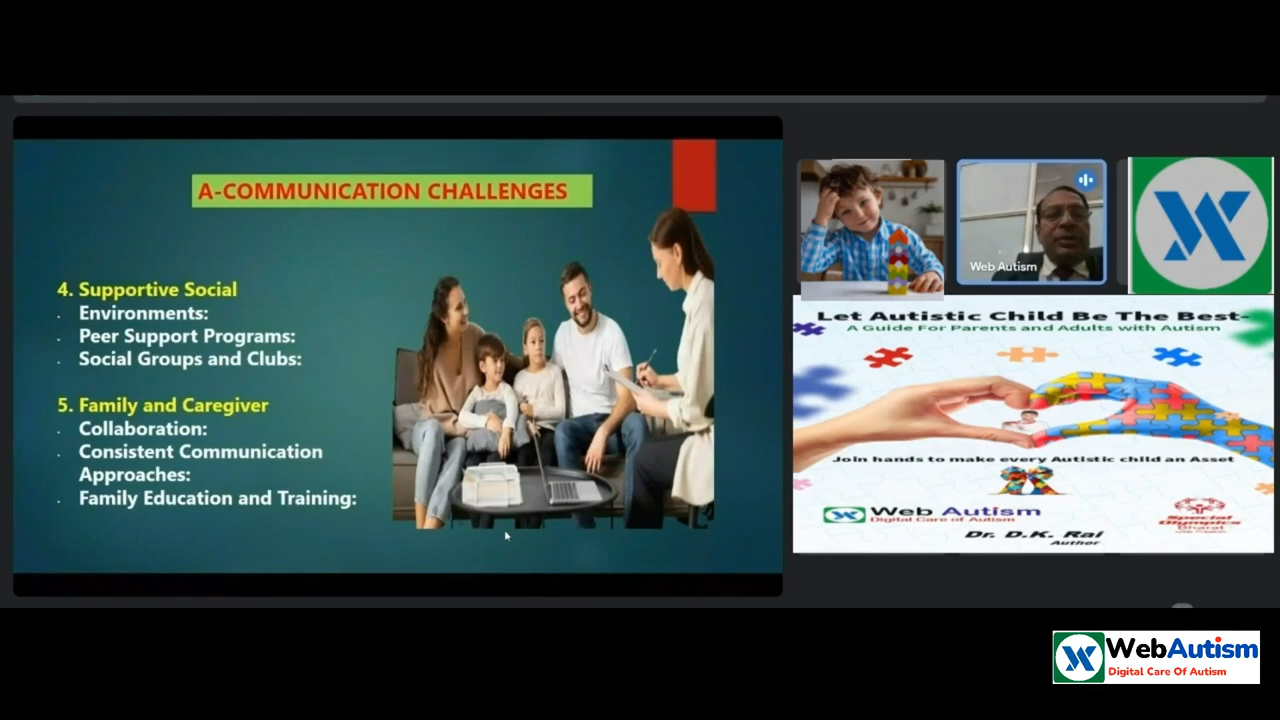 A-COMMUNICATION CHALLENGES
4. Supportive Social
Environments:
Peer Support Programs:
Social Groups and Clubs:
5. Family and Caregiver
Collaboration:
Consistent Communication
Approaches:
Family Education and Training:
Web Autism
Let Autistic Child Be The Best-
A Guide For Parents and Adults with Autism
Join hands to make every Autistic child an Asset
Web Autism
Digital Care of Autism
Special
Olympics
Bharat
Dr. D.K. Rai
Author
WebAutism
Digital Care Of Autism